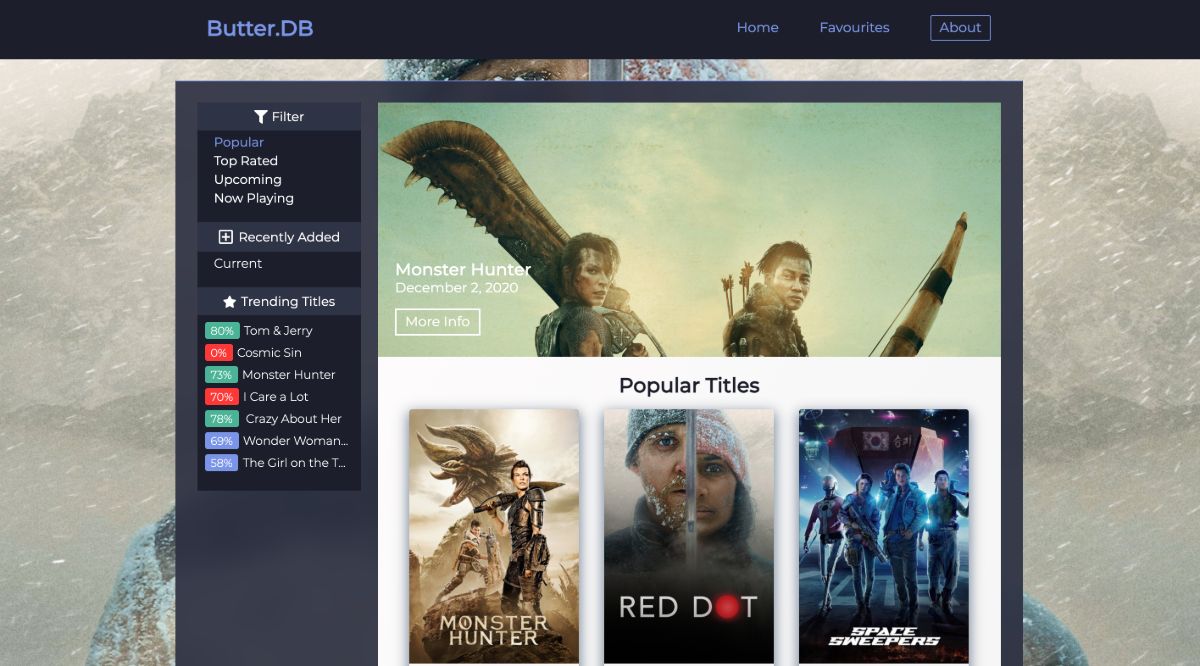 Butter.DB
Home
Favourites
About
Filter
Popular
Top Rated
Upcoming
Now Playing
Recently Added
Current
Trending Titles
80% Tom & Jerry
0% Cosmic Sin
73% Monster Hunter
70% I Care a Lot
78% Crazy About Her
69% Wonder Woman...
58% The Girl on the T...
Monster Hunter
December 2, 2020
More Info
Popular Titles
MONSTER
HUNTER
RED DOT
승리
SPACE
SWEEPERS